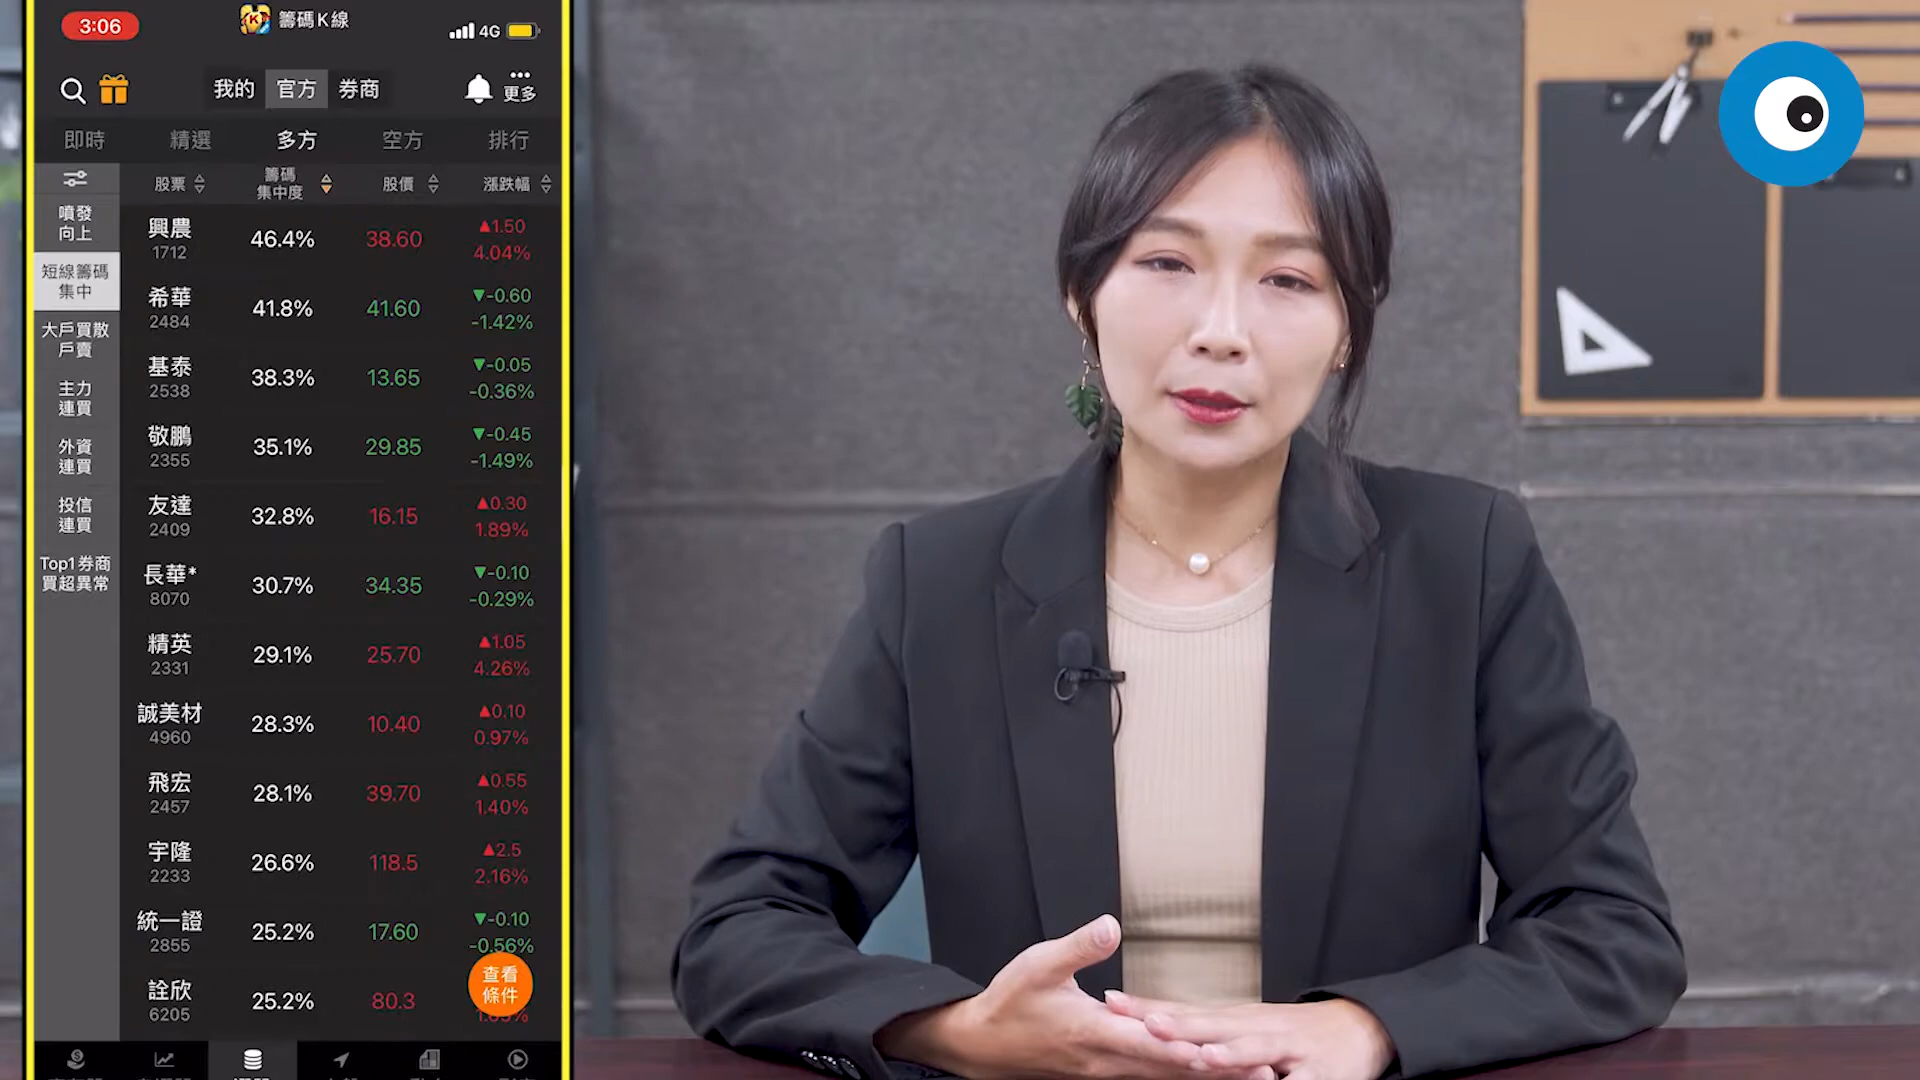 3:06
籌碼K線
4G
我的
官方
券商
更多
即時
精選
多方
空方
排行
股票
籌碼
集中度
股價
漲跌幅
噴發
向上
短線籌碼
集中
大戶買散
戶賣
主力
連買
外資
連買
投信
連買
Top1券商
買超異常
興農
1712
46.4%
38.60
▲1.50
4.04%
希華
2484
41.8%
41.60
▼-0.60
-1.42%
基泰
2538
38.3%
13.65
▼-0.05
-0.36%
敬鵬
2355
35.1%
29.85
▼-0.45
-1.49%
友達
2409
32.8%
16.15
▲0.30
1.89%
長華*
8070
30.7%
34.35
▼-0.10
-0.29%
精英
2331
29.1%
25.70
▲1.05
4.26%
誠美材
4960
28.3%
10.40
▲0.10
0.97%
飛宏
2457
28.1%
39.70
▲0.55
1.40%
宇隆
2233
26.6%
118.5
▲2.5
2.16%
統一證
2855
25.2%
17.60
▼-0.10
-0.56%
詮欣
6205
25.2%
80.3
查看
條件